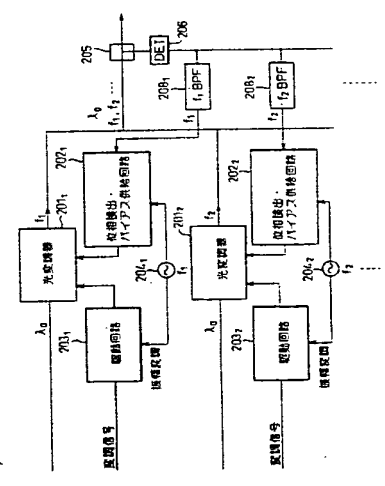 λ₀
f₁, f₂ …
205
DET
206
光変調器
201₁
f₁
λ₀
位相検出・
バイアス供給回路
202₁
f₁ BPF
208₁
f₁
駆動回路
203₁
204₁
f₁
振幅変調
変調信号
光変調器
201₂
f₂
λ₀
位相検出・
バイアス供給回路
202₂
f₂ BPF
208₂
f₂
駆動回路
203₂
204₂
f₂
振幅変調
変調信号